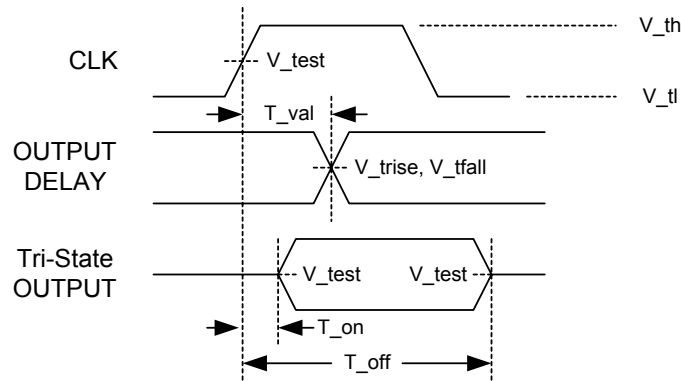 V_th
CLK
V_test
V_tl
T_val
OUTPUT
DELAY
V_trise, V_tfall
Tri-State
OUTPUT
V_test
V_test
T_on
T_off